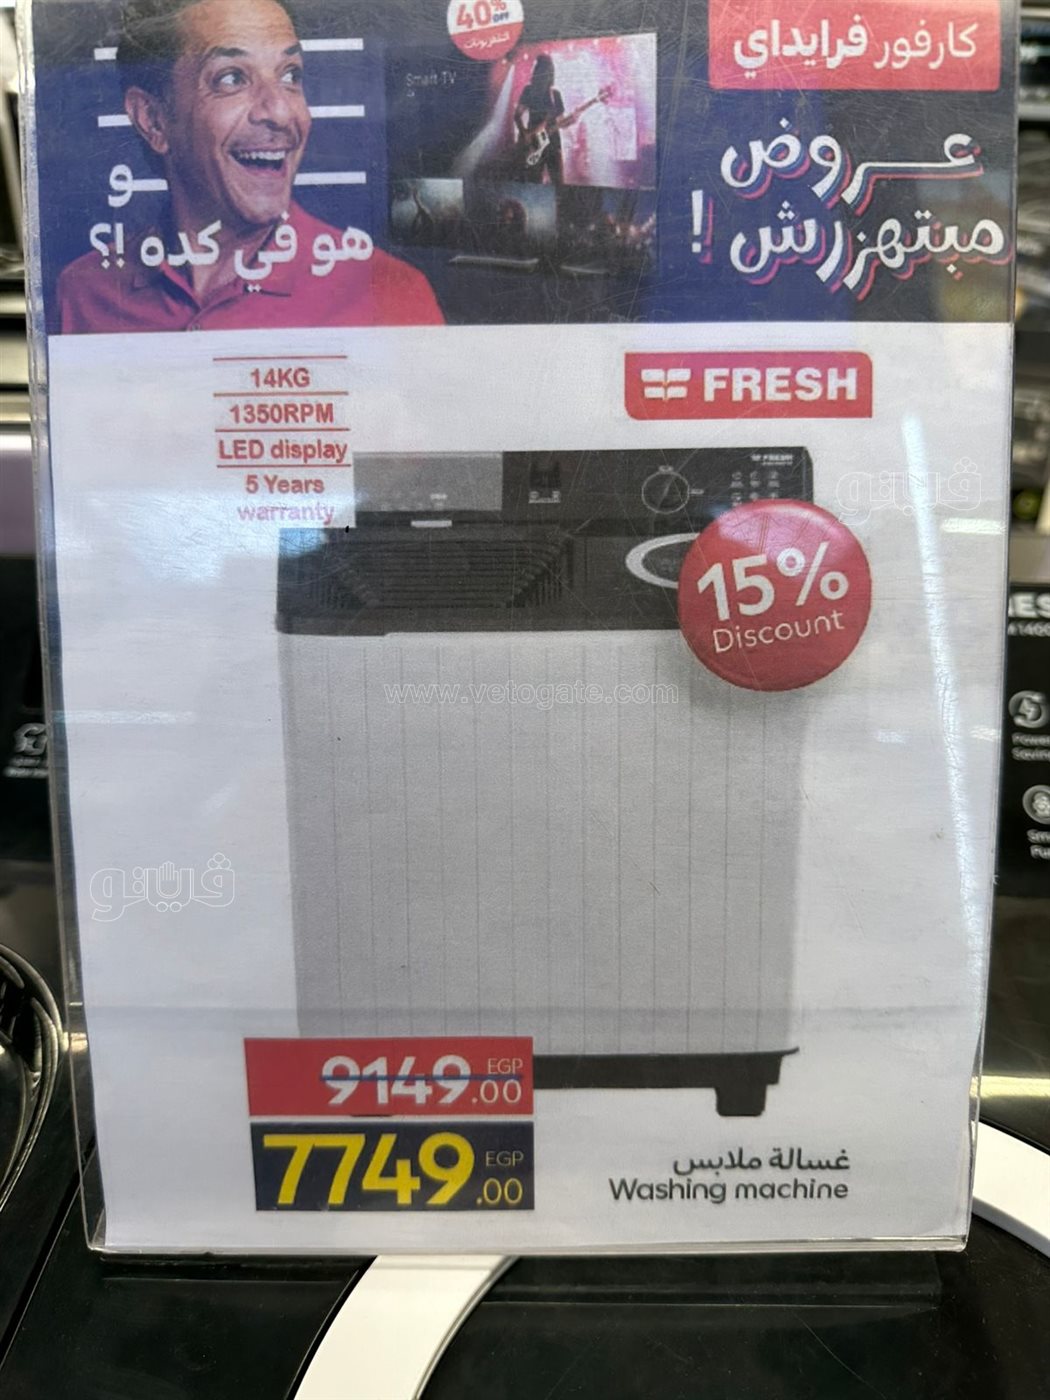 40% OFF
Smart TV
كارفور فرايداي
عروض
مبتهزرش !
و
هو في كده !؟
14KG
1350RPM
LED display
5 Years
warranty
FRESH
FRESH
فيتو
15%
Discount
www.vetogate.com
فيتو
9149.00 EGP
7749.00 EGP
غسالة ملابس
Washing machine